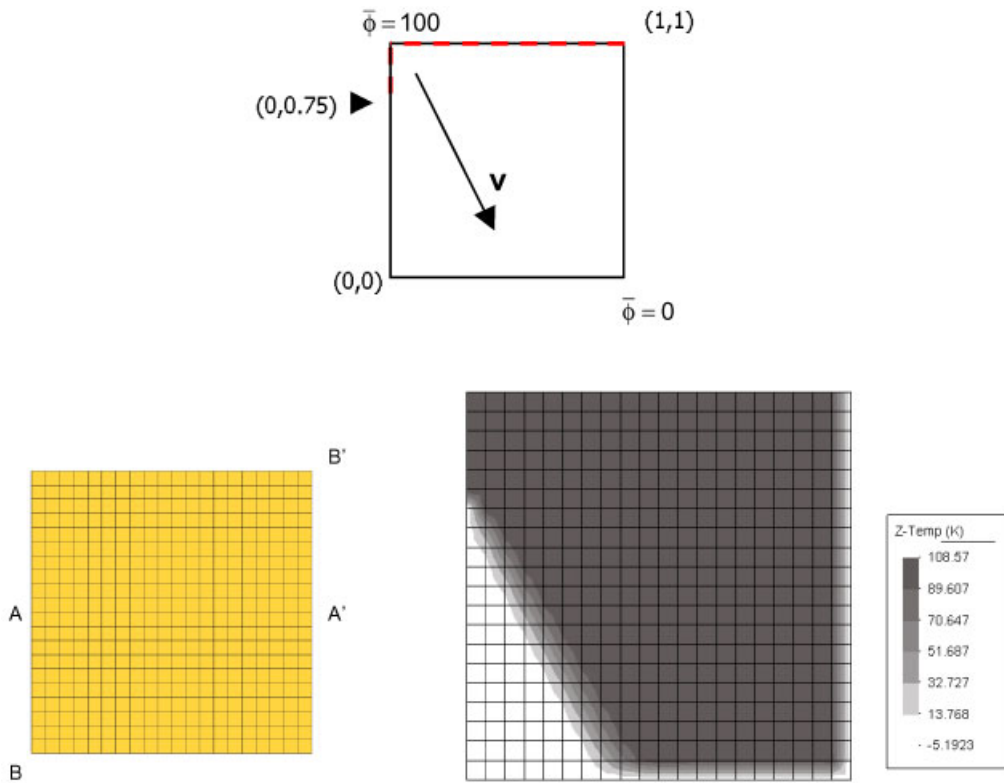 ϕ̅ = 100
(1,1)
(0,0.75)
v
(0,0)
ϕ̅ = 0
B'
A
A'
B
Z-Temp (K)
108.57
89.607
70.647
51.687
32.727
13.768
-5.1923